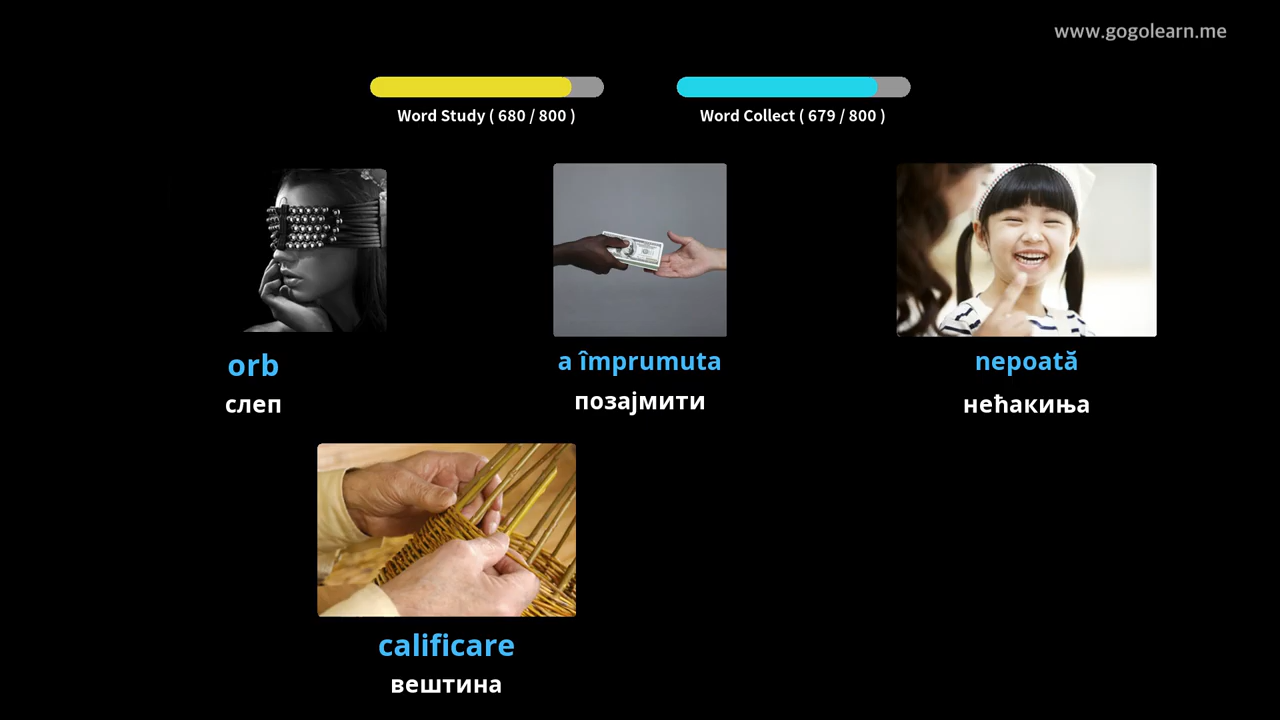 www.gogolearn.me
Word Study ( 680 / 800 )
Word Collect ( 679 / 800 )
orb
слеп
a împrumuta
позајмити
nepoată
нећакиња
calificare
вештина